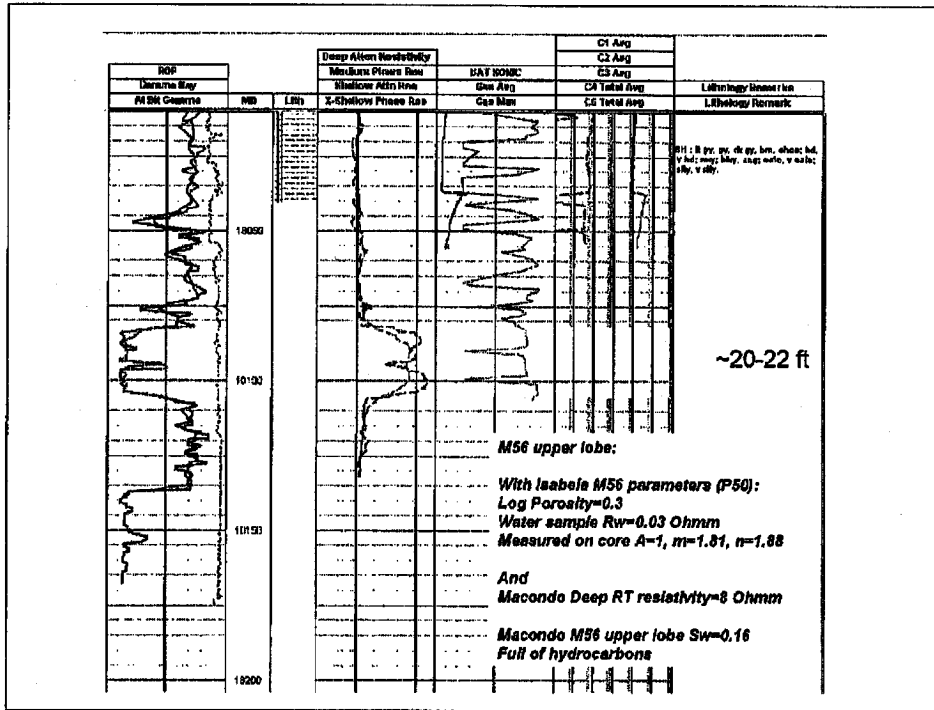 C1 Avg
C2 Avg
Deep Atten Resistivity
C3 Avg
ROP
Medium Phase Res
BAT SONIC
Gamma Ray
Shallow Attn Res
Gas Avg
C4 Total Avg
Lithology Remarks
At Bit Gamma
MD
Lith
X-Shallow Phase Res
Gas Max
C5 Total Avg
Lithology Remark
18050
~20-22 ft
M56 upper lobe:
With Isabela M56 parameters (P50):
Log Porosity=0.3
Water sample Rw=0.03 Ohmm
Measured on core A=1, m=1.81, n=1.88
18150
And
Macondo Deep RT resistivity=8 Ohmm
Macondo M56 upper lobe Sw=0.16
Full of hydrocarbons
18200